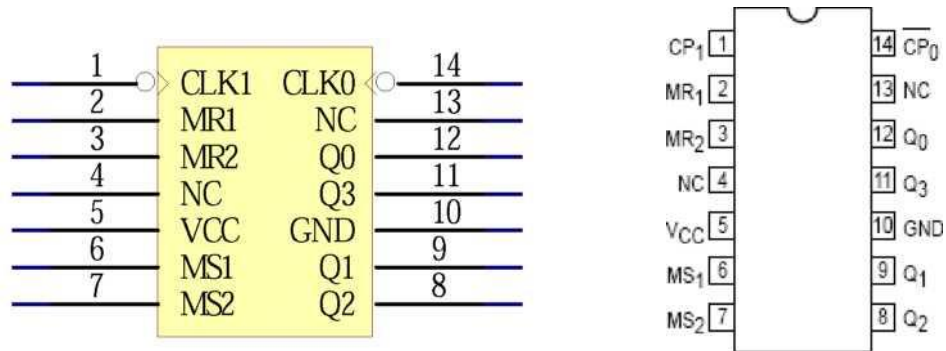 1 CLK1 CLK0 14
2 MR1 NC 13
3 MR2 Q0 12
4 NC Q3 11
5 VCC GND 10
6 MS1 Q1 9
7 MS2 Q2 8
CP1 1 14 CP0
MR1 2 13 NC
MR2 3 12 Q0
NC 4 11 Q3
VCC 5 10 GND
MS1 6 9 Q1
MS2 7 8 Q2